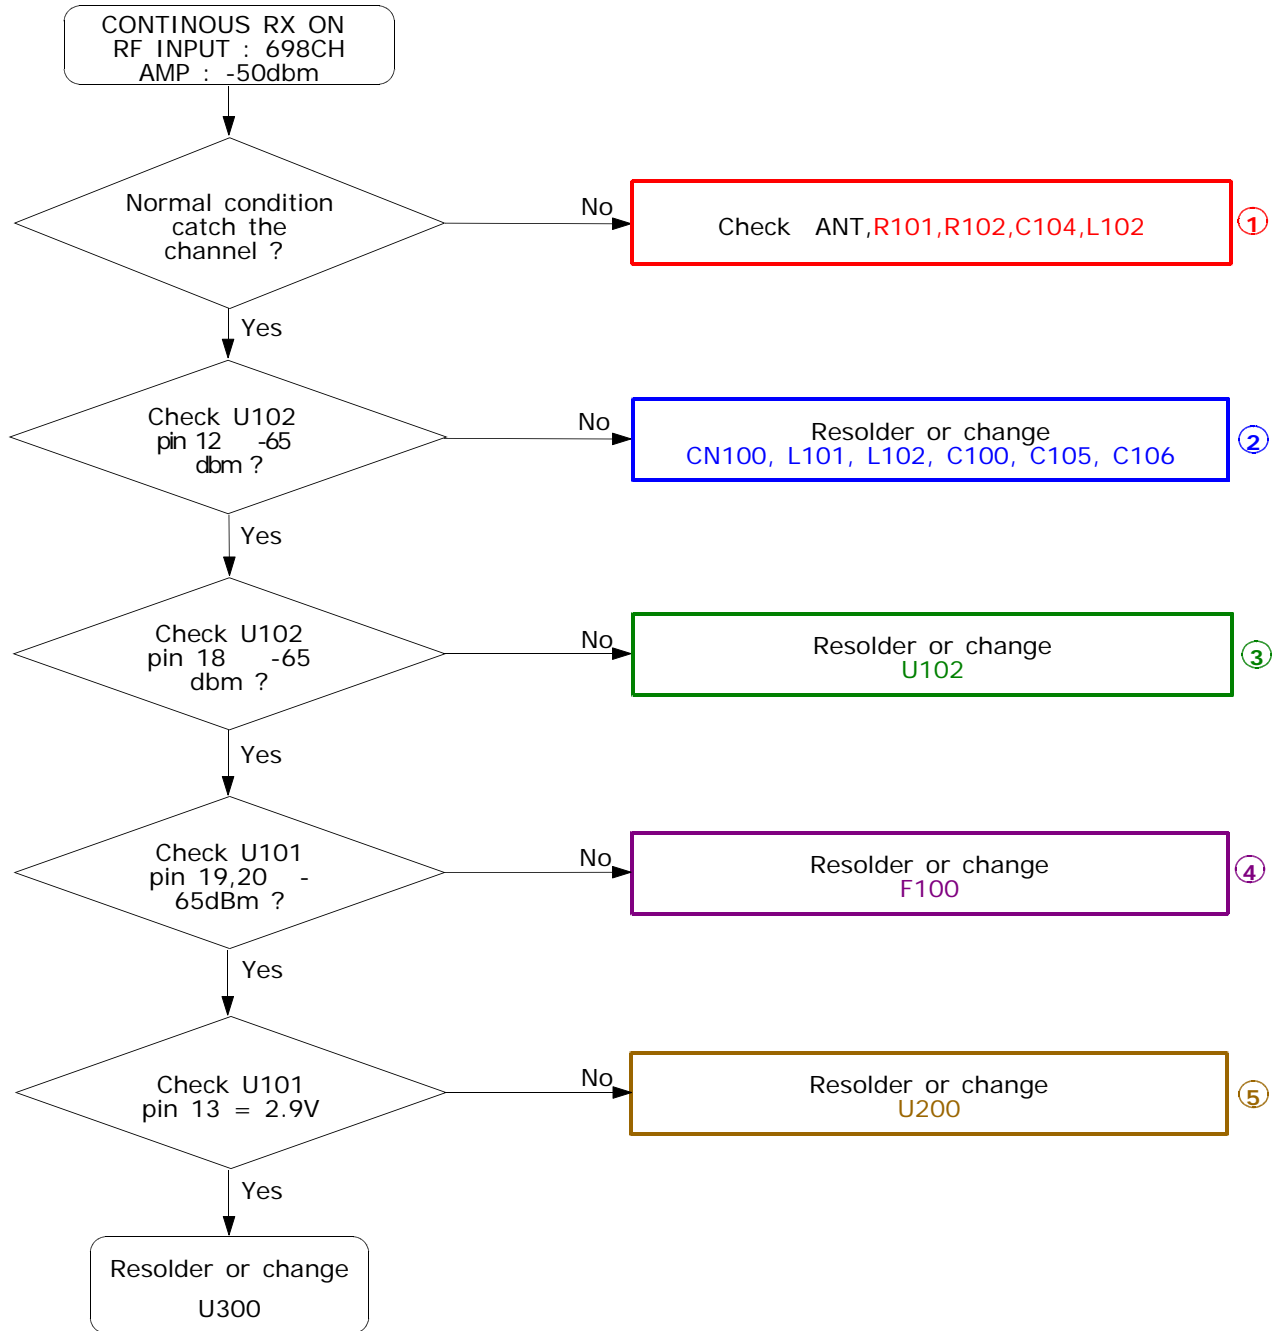 CONTINOUS RX ON
RF INPUT : 698CH
AMP : -50dbm
Normal condition
catch the
channel ?
No
Check ANT,R101,R102,C104,L102
1
Yes
Check U102
pin 12 -65
dbm ?
No
Resolder or change
CN100, L101, L102, C100, C105, C106
2
Yes
Check U102
pin 18 -65
dbm ?
No
Resolder or change
U102
3
Yes
Check U101
pin 19,20 -
65dBm ?
No
Resolder or change
F100
4
Yes
Check U101
pin 13 = 2.9V
No
Resolder or change
U200
5
Yes
Resolder or change
U300